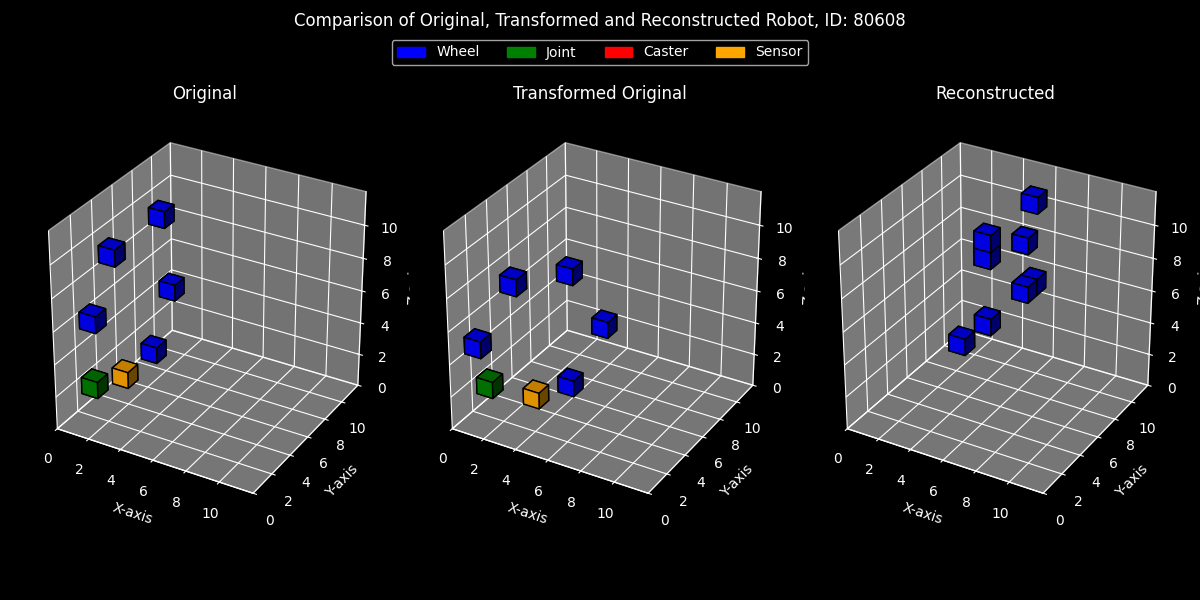 Comparison of Original, Transformed and Reconstructed Robot, ID: 80608
Wheel Joint Caster Sensor
Original
Transformed Original
Reconstructed
0 2 4 6 8 10
X-axis
0 2 4 6 8 10
Y-axis
0 2 4 6 8 10
0 2 4 6 8 10
X-axis
0 2 4 6 8 10
Y-axis
0 2 4 6 8 10
0 2 4 6 8 10
X-axis
0 2 4 6 8 10
Y-axis
0 2 4 6 8 10